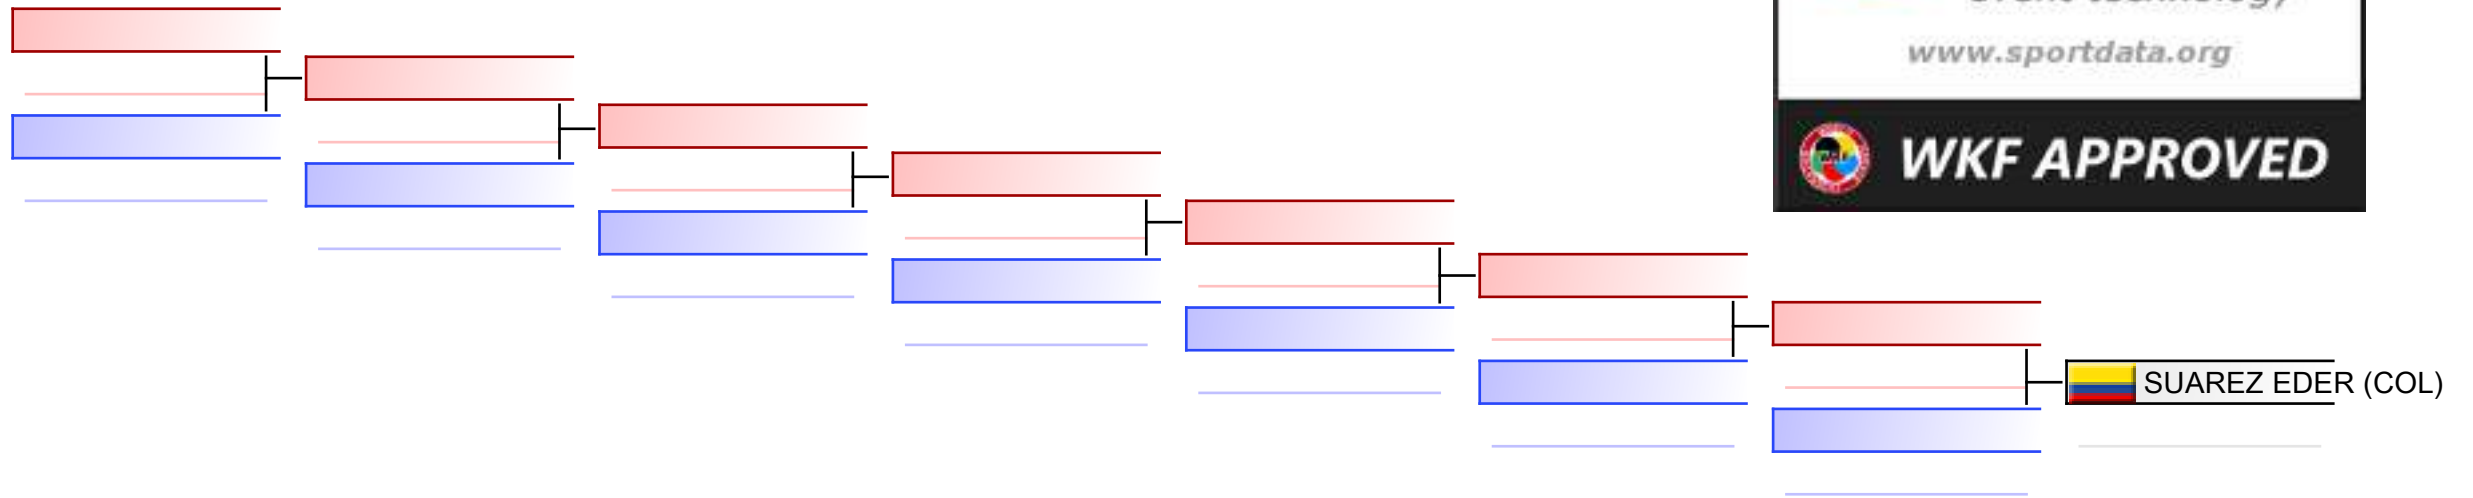 www.sportdata.org
WKF APPROVED
SUAREZ EDER (COL)